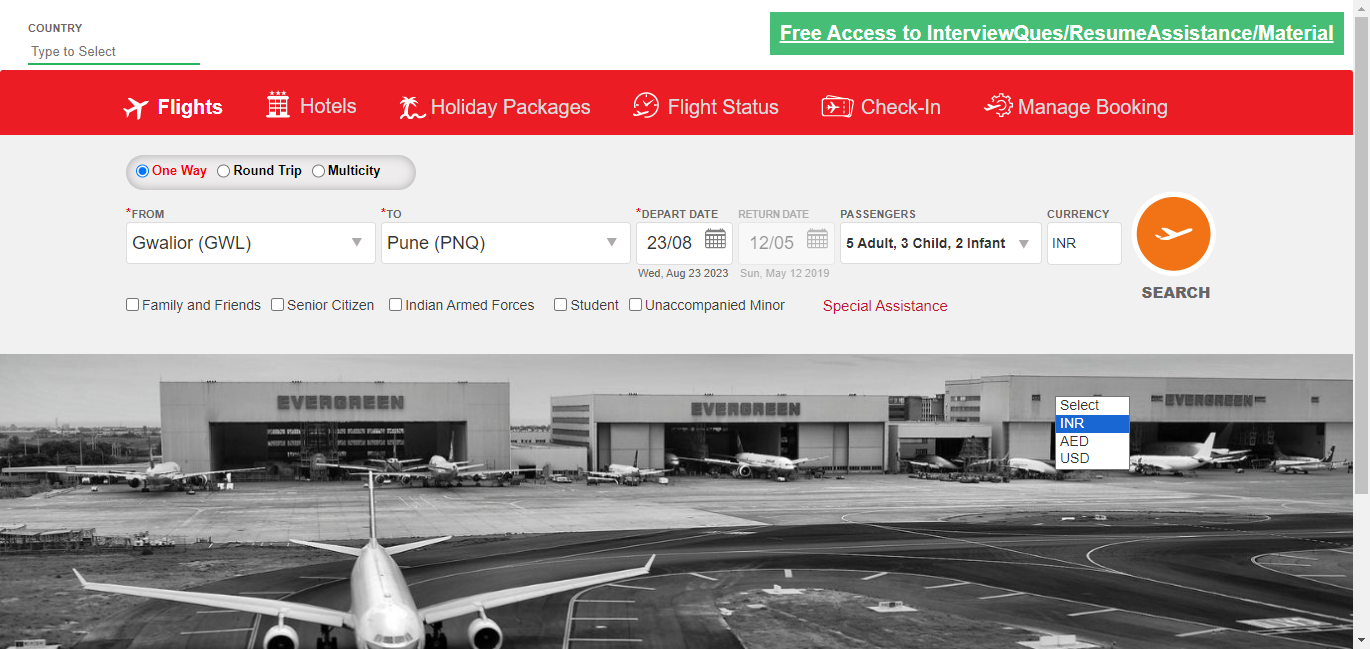 COUNTRY
Type to Select
Free Access to InterviewQues/ResumeAssistance/Material
Flights Hotels Holiday Packages Flight Status Check-In Manage Booking
One Way Round Trip Multicity
*FROM *TO *DEPART DATE RETURN DATE PASSENGERS CURRENCY
Gwalior (GWL) Pune (PNQ) 23/08 12/05 5 Adult, 3 Child, 2 Infant INR
Wed, Aug 23 2023 Sun, May 12 2019
SEARCH
Family and Friends Senior Citizen Indian Armed Forces Student Unaccompanied Minor Special Assistance
EVERGREEN EVERGREEN EVERGREEN
Select
INR
AED
USD